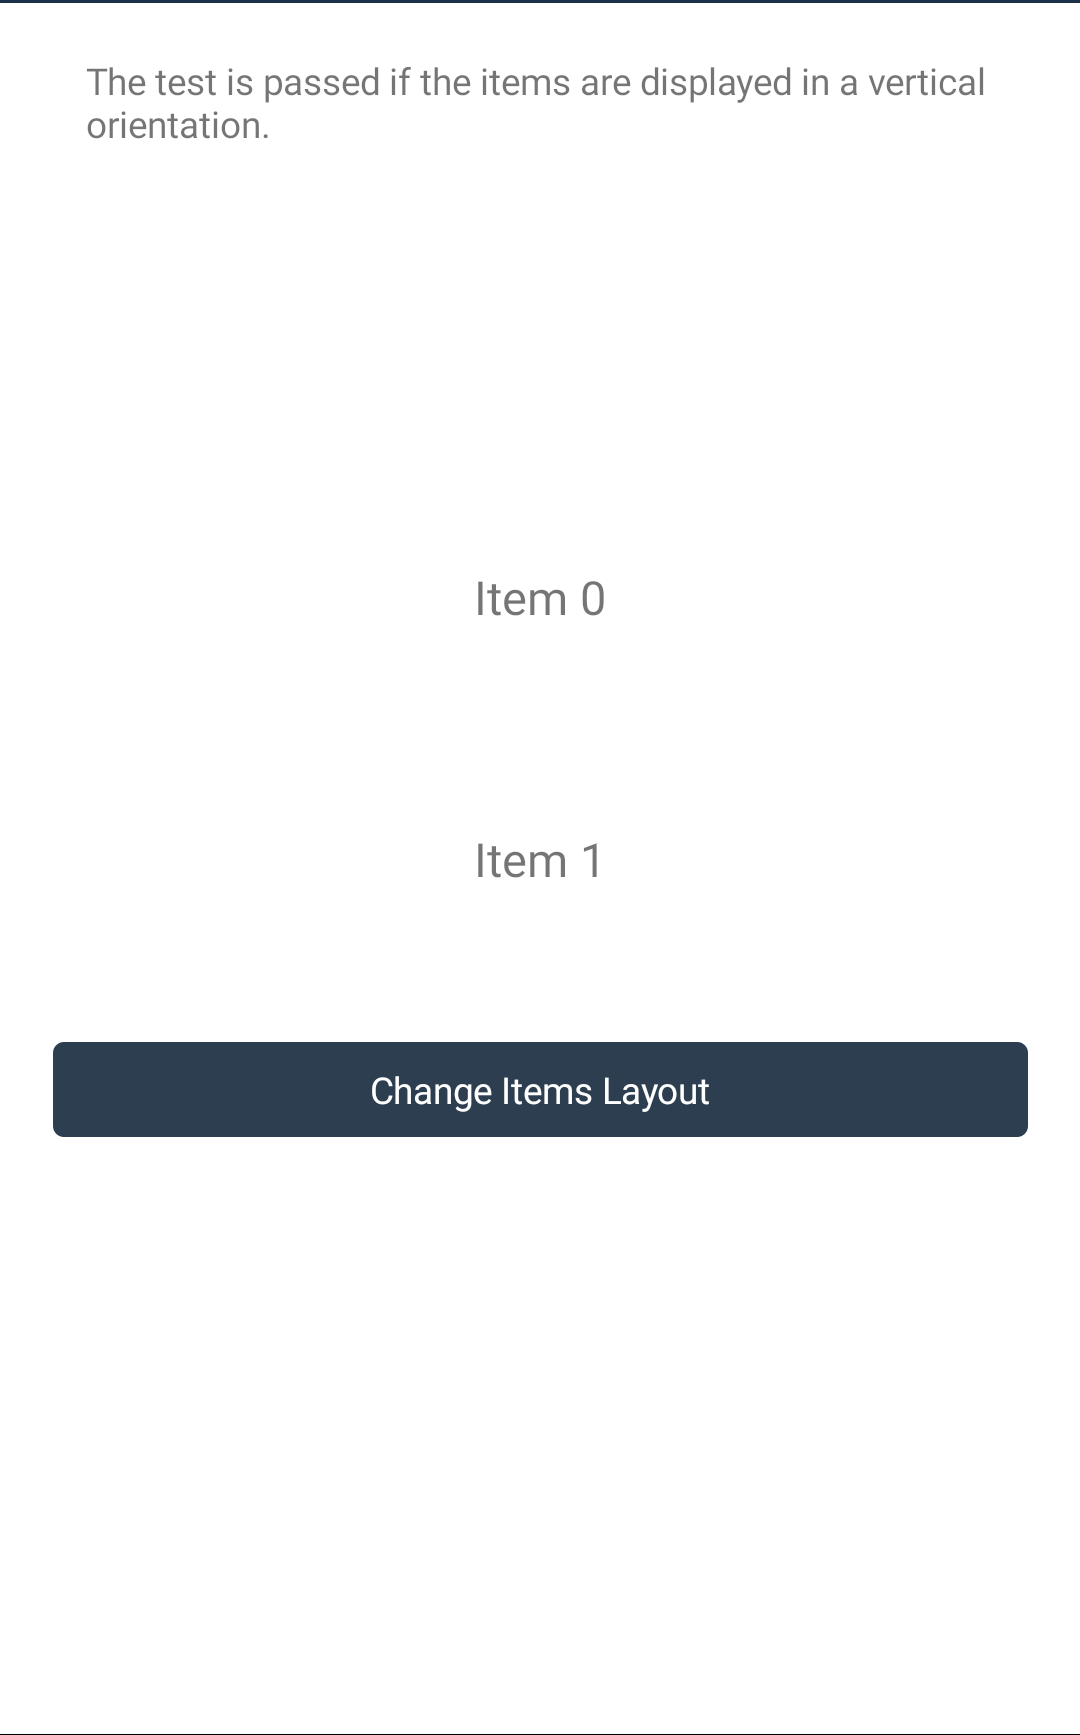 The test is passed if the items are displayed in a vertical
orientation.
Item 0
Item 1
Change Items Layout